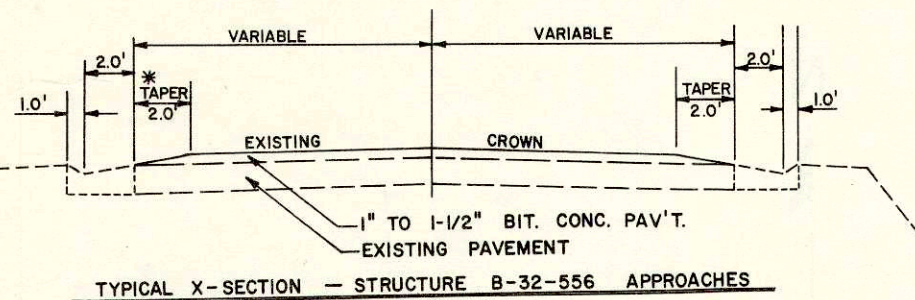 VARIABLE VARIABLE
2.0' 2.0'
*
TAPER TAPER
1.0' 2.0' 2.0' 1.0'
EXISTING CROWN
1" TO 1-1/2" BIT. CONC. PAV'T.
EXISTING PAVEMENT
TYPICAL X-SECTION — STRUCTURE B-32-556 APPROACHES